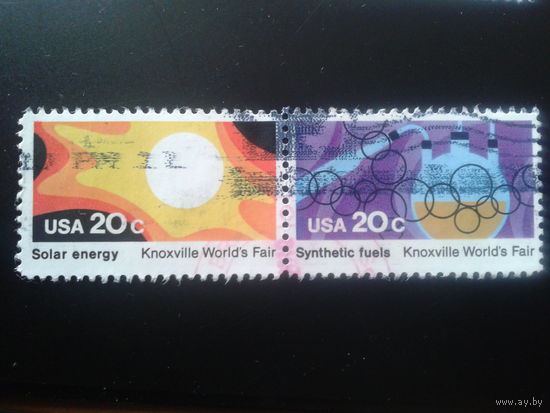 USA 20c
Solar energy Knoxville World's Fair
USA 20c
Synthetic fuels Knoxville World's Fair
www.ay.by